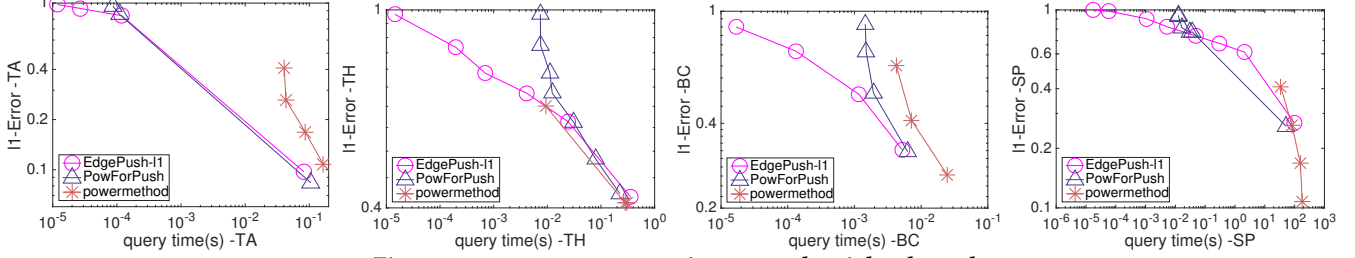 l1-Error -TA
1
0.4
0.2
0.1
EdgePush-l1
PowForPush
powermethod
10^-5 10^-4 10^-3 10^-2 10^-1
query time(s) -TA
l1-Error -TH
1
0.4
EdgePush-l1
PowForPush
powermethod
10^-5 10^-4 10^-3 10^-2 10^-1 10^0
query time(s) -TH
l1-Error -BC
1
0.4
0.2
EdgePush-l1
PowForPush
powermethod
10^-5 10^-4 10^-3 10^-2 10^-1
query time(s) -BC
l1-Error -SP
1
0.6
0.4
0.2
0.1
EdgePush-l1
PowForPush
powermethod
10^-6 10^-5 10^-4 10^-3 10^-2 10^-1 10^0 10^1 10^2 10^3
query time(s) -SP